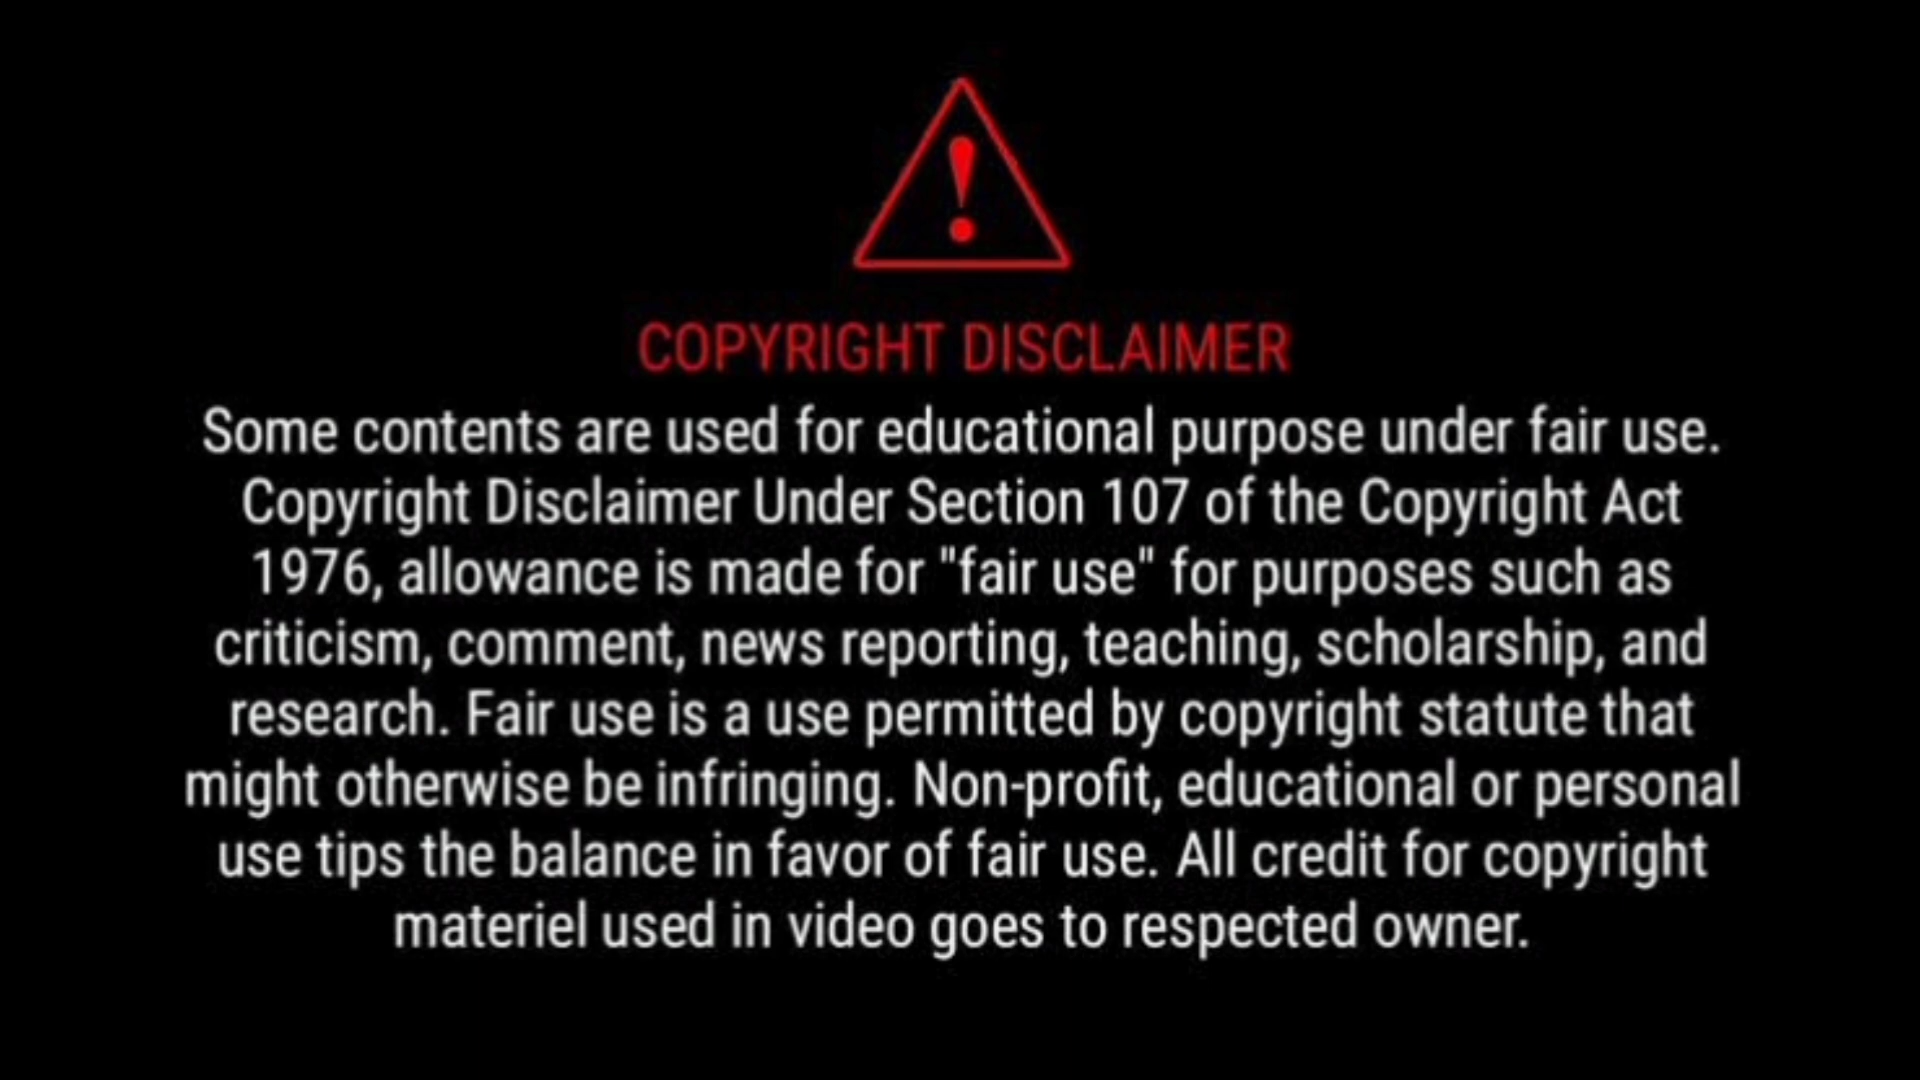 COPYRIGHT DISCLAIMER
Some contents are used for educational purpose under fair use.
Copyright Disclaimer Under Section 107 of the Copyright Act
1976, allowance is made for "fair use" for purposes such as
criticism, comment, news reporting, teaching, scholarship, and
research. Fair use is a use permitted by copyright statute that
might otherwise be infringing. Non-profit, educational or personal
use tips the balance in favor of fair use. All credit for copyright
materiel used in video goes to respected owner.